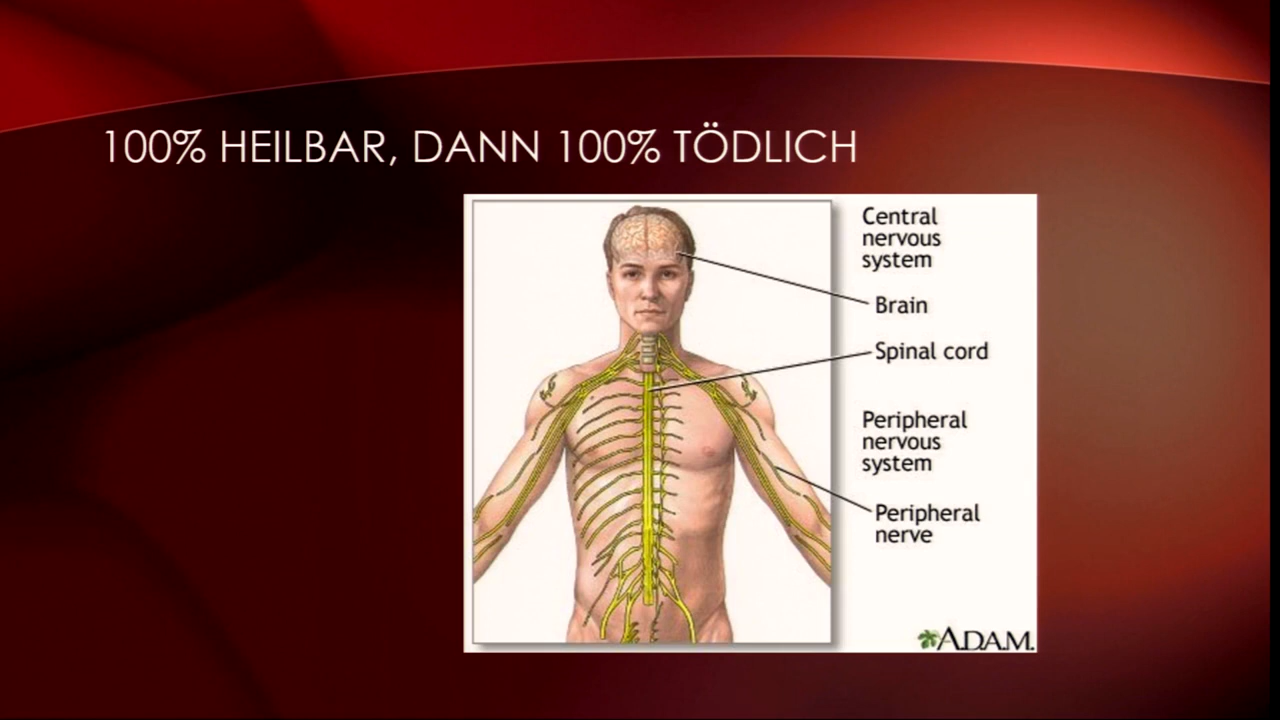 100% HEILBAR, DANN 100% TÖDLICH
Central
nervous
system
Brain
Spinal cord
Peripheral
nervous
system
Peripheral
nerve
A.D.A.M.